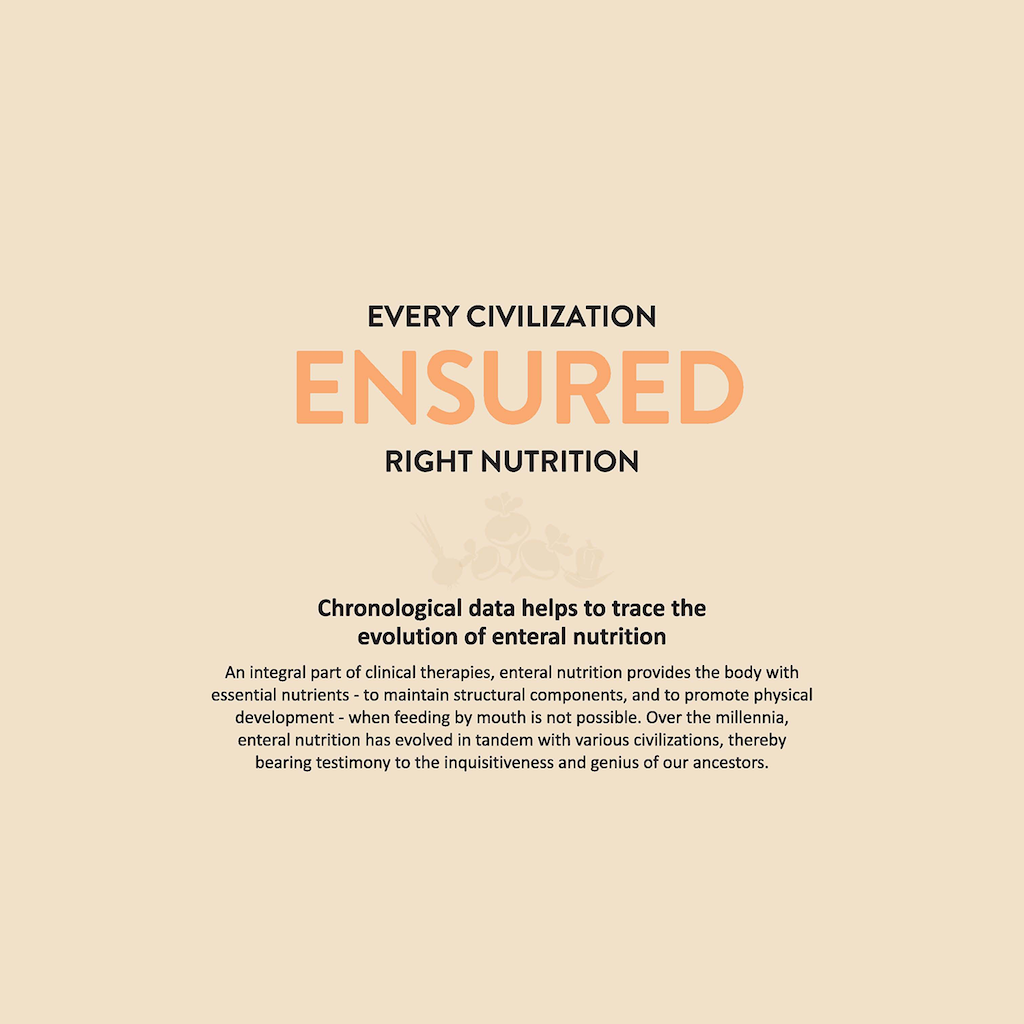 EVERY CIVILIZATION
ENSURED
RIGHT NUTRITION
Chronological data helps to trace the
evolution of enteral nutrition
An integral part of clinical therapies, enteral nutrition provides the body with
essential nutrients - to maintain structural components, and to promote physical
development - when feeding by mouth is not possible. Over the millennia,
enteral nutrition has evolved in tandem with various civilizations, thereby
bearing testimony to the inquisitiveness and genius of our ancestors.